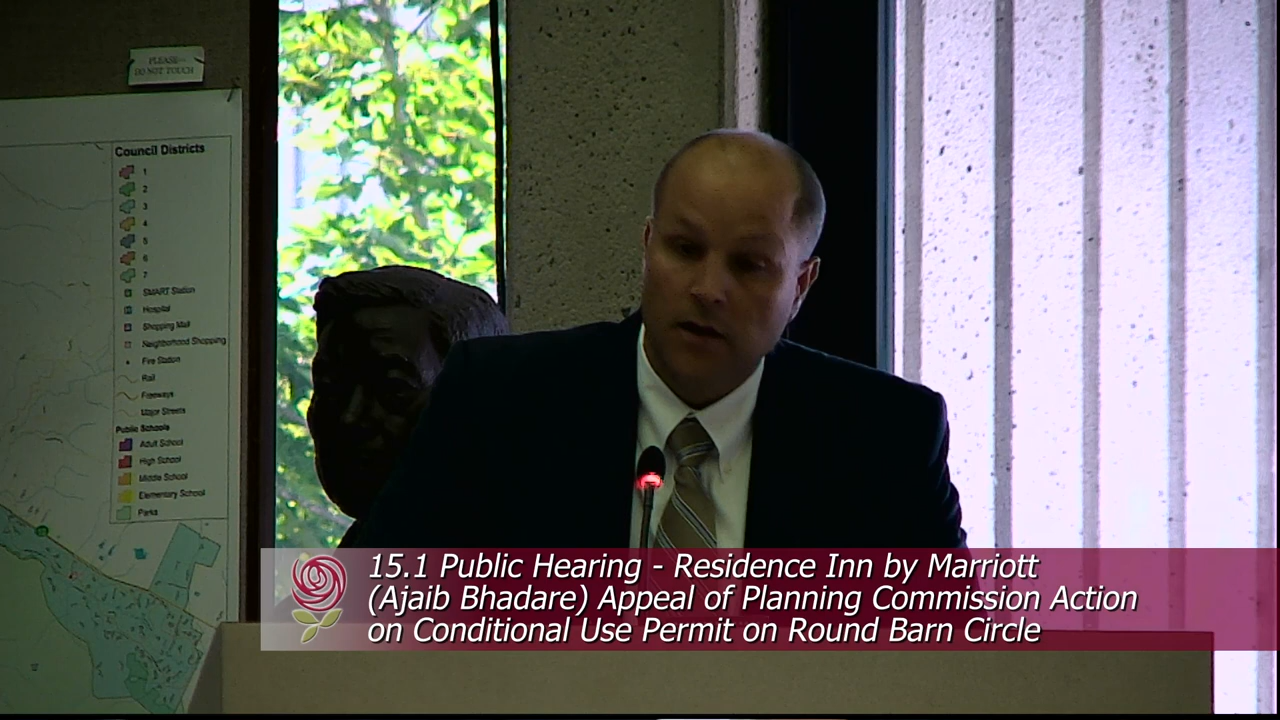 PLEASE
DO NOT TOUCH
Council Districts
1
2
3
4
5
6
7
SMART Station
Hospital
Shopping Mall
Neighborhood Shopping
Fire Station
Rail
Freeways
Major Streets
Public Schools
Adult School
High School
Middle School
Elementary School
Parks
15.1 Public Hearing - Residence Inn by Marriott
(Ajaib Bhadare) Appeal of Planning Commission Action
on Conditional Use Permit on Round Barn Circle